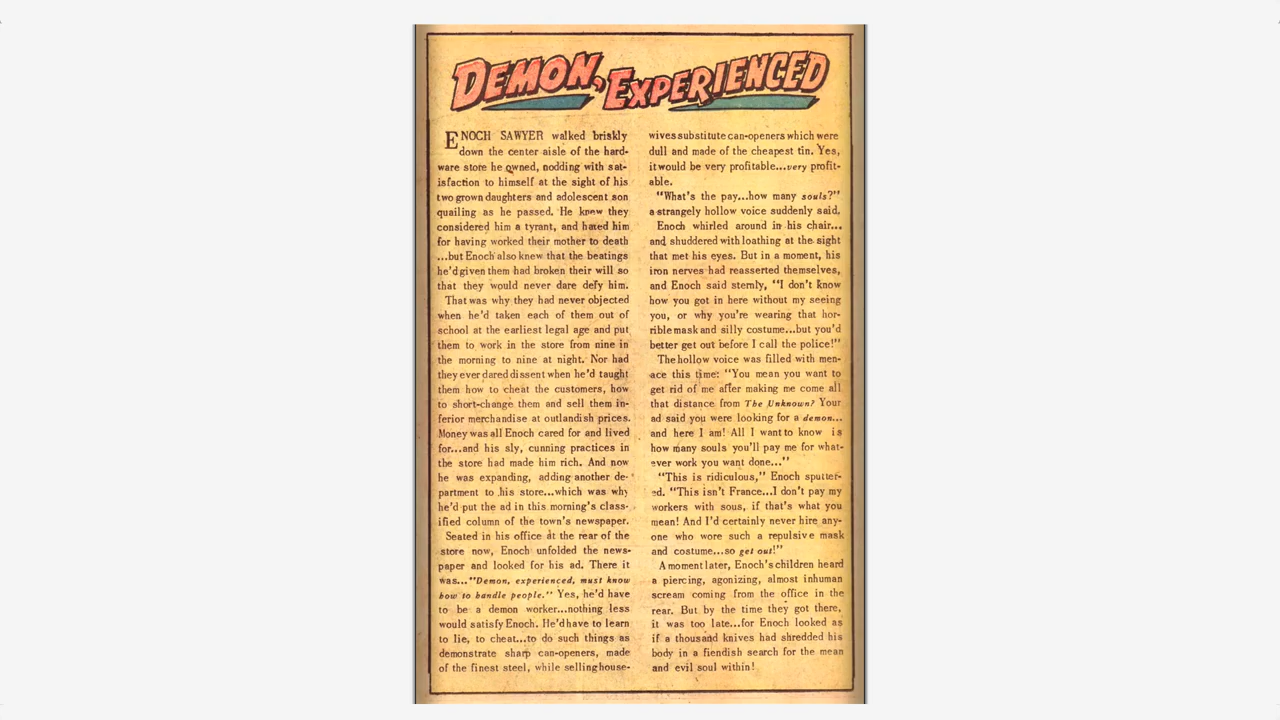 DEMON, EXPERIENCED
ENOCH SAWYER walked briskly
down the center aisle of the hard-
ware store he owned, nodding with sat-
isfaction to himself at the sight of his
two grown daughters and adolescent son
quailing as he passed. He knew they
considered him a tyrant, and hated him
for having worked their mother to death
...but Enoch also knew that the beatings
he'd given them had broken their will so
that they would never dare defy him.
That was why they had never objected
when he'd taken each of them out of
school at the earliest legal age and put
them to work in the store from nine in
the morning to nine at night. Nor had
they ever dared dissent when he'd taught
them how to cheat the customers, how
to short-change them and sell them in-
ferior merchandise at outlandish prices.
Money was all Enoch cared for and lived
for...and his sly, cunning practices in
the store had made him rich. And now
he was expanding, adding another de-
partment to his store...which was why
he'd put the ad in this morning's class-
ified column of the town's newspaper.
Seated in his office at the rear of the
store now, Enoch unfolded the news-
paper and looked for his ad. There it
was..."Demon, experienced, must know
how to handle people." Yes, he'd have
to be a demon worker...nothing less
would satisfy Enoch. He'd have to learn
to lie, to cheat...to do such things as
demonstrate sharp can-openers, made
of the finest steel, while selling house-
wives substitute can-openers which were
dull and made of the cheapest tin. Yes,
it would be very profitable...very profit-
able.
"What's the pay...how many souls?"
a strangely hollow voice suddenly said.
Enoch whirled around in his chair...
and shuddered with loathing at the sight
that met his eyes. But in a moment, his
iron nerves had reasserted themselves,
and Enoch said sternly, "I don't know
how you got in here without my seeing
you, or why you're wearing that hor-
rible mask and silly costume...but you'd
better get out before I call the police!"
The hollow voice was filled with men-
ace this time: "You mean you want to
get rid of me after making me come all
that distance from The Unknown? Your
ad said you were looking for a demon...
and here I am! All I want to know is
how many souls you'll pay me for what-
ever work you want done..."
"This is ridiculous," Enoch sputter-
ed. "This isn't France...I don't pay my
workers with sous, if that's what you
mean! And I'd certainly never hire any-
one who wore such a repulsive mask
and costume...so get out!"
A moment later, Enoch's children heard
a piercing, agonizing, almost inhuman
scream coming from the office in the
rear. But by the time they got there,
it was too late...for Enoch looked as
if a thousand knives had shredded his
body in a fiendish search for the mean
and evil soul within!